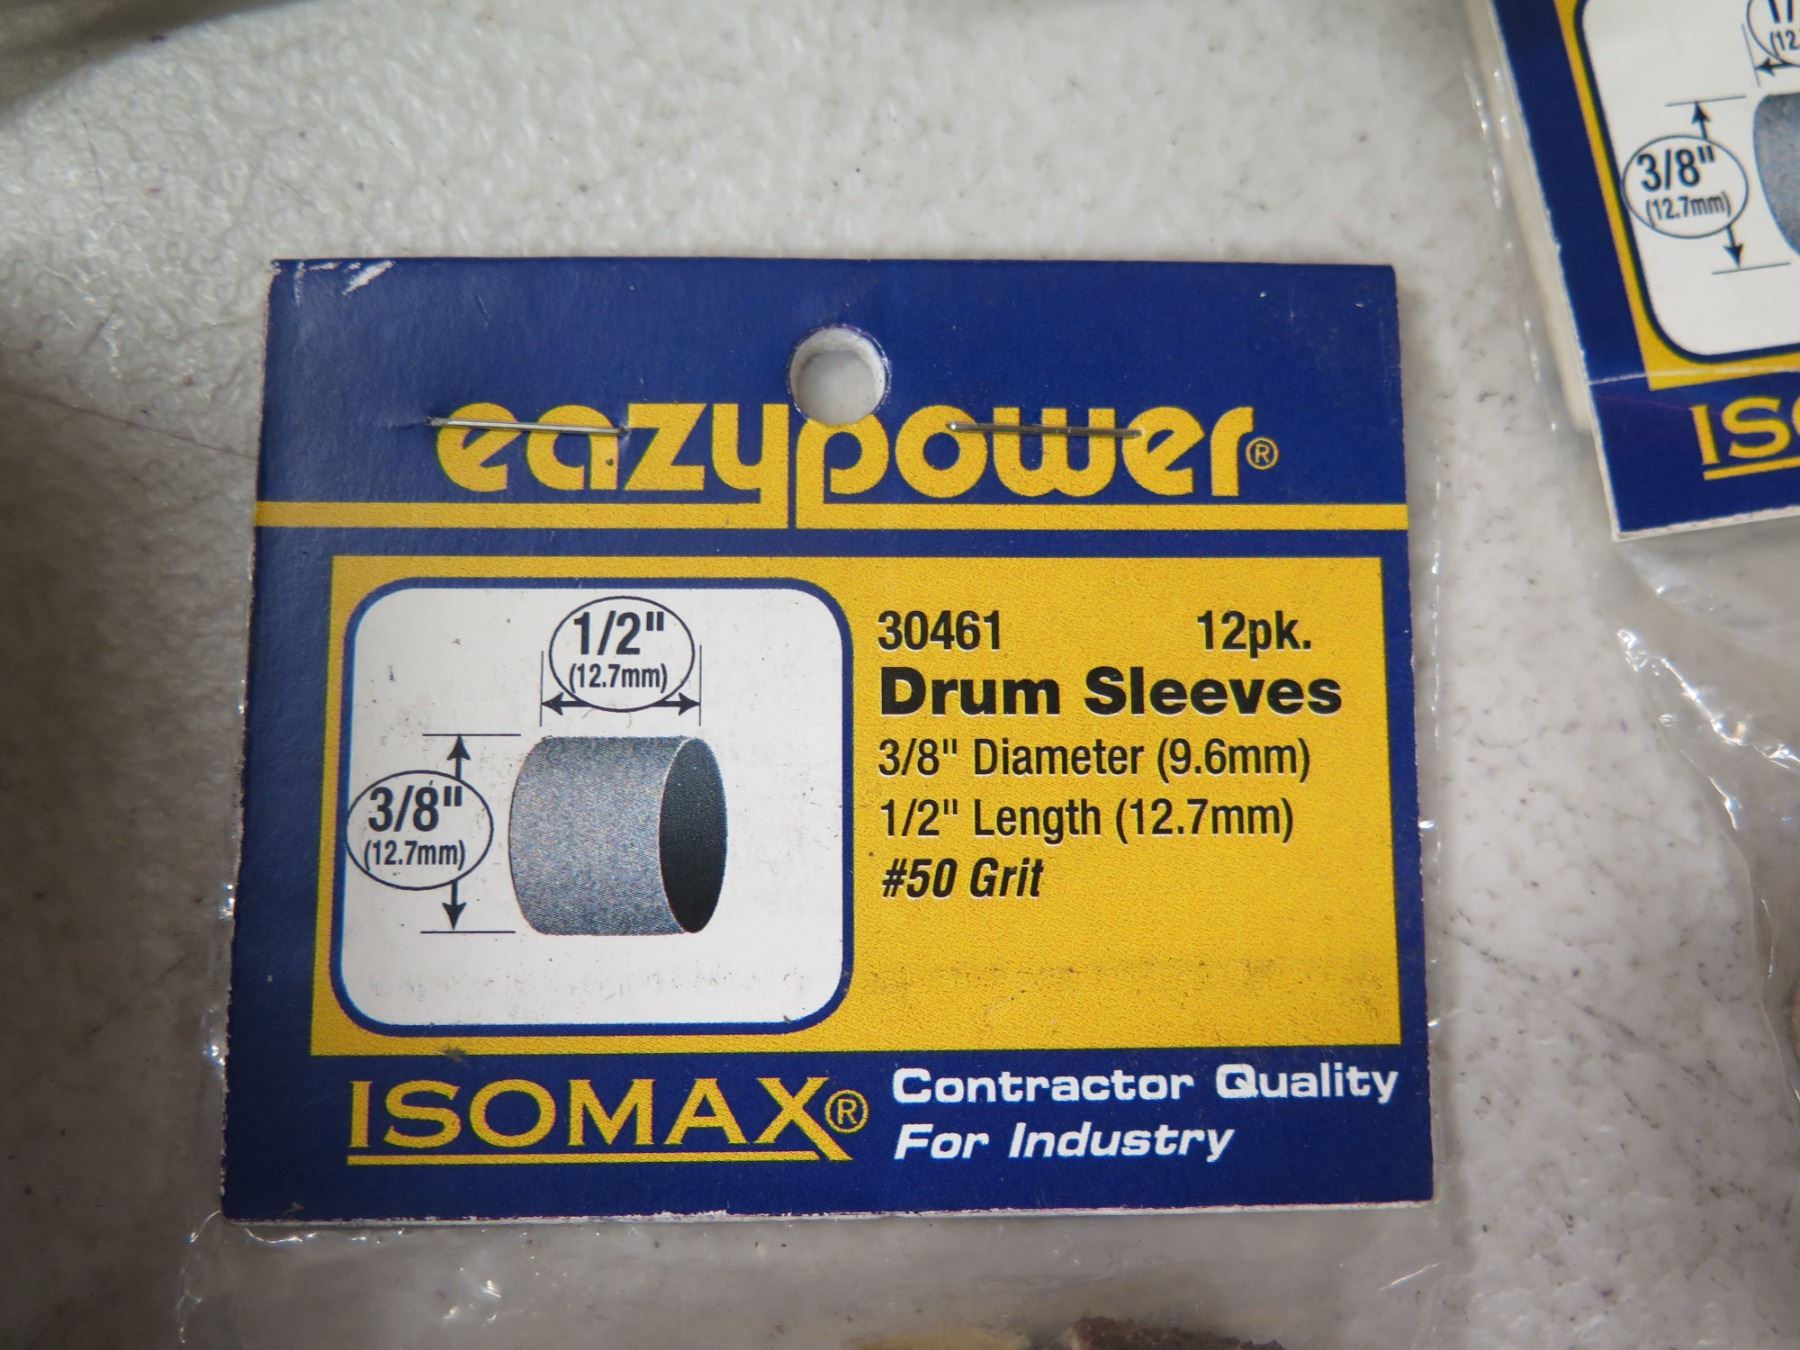 eazypower®
30461 12pk.
Drum Sleeves
3/8" Diameter (9.6mm)
1/2" Length (12.7mm)
#50 Grit
1/2"
(12.7mm)
3/8"
(12.7mm)
ISOMAX®
Contractor Quality
For Industry
3/8"
(12.7mm)